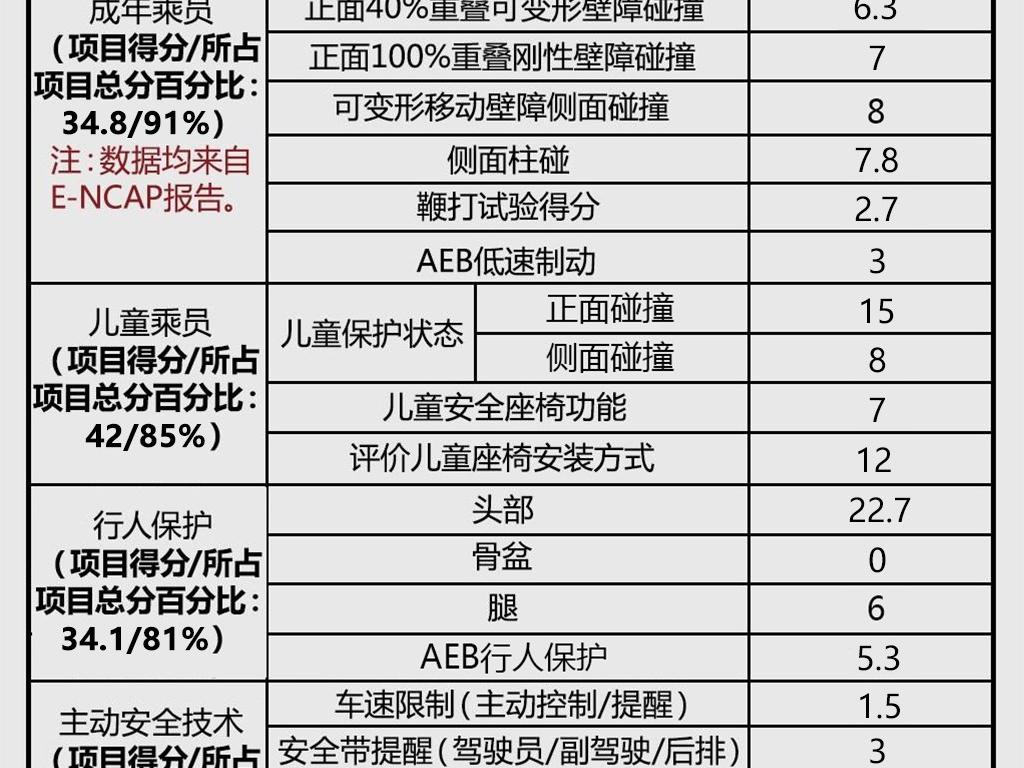 成年乘员
（项目得分/所占
项目总分百分比：
34.8/91%）
注：数据均来自
E-NCAP报告。
正面40%重叠可变形壁障碰撞
6.3
正面100%重叠刚性壁障碰撞
7
可变形移动壁障侧面碰撞
8
侧面柱碰
7.8
鞭打试验得分
2.7
AEB低速制动
3
儿童乘员
（项目得分/所占
项目总分百分比：
42/85%）
儿童保护状态
正面碰撞
15
侧面碰撞
8
儿童安全座椅功能
7
评价儿童座椅安装方式
12
行人保护
（项目得分/所占
项目总分百分比：
34.1/81%）
头部
22.7
骨盆
0
腿
6
AEB行人保护
5.3
主动安全技术
（项目得分/所占
车速限制（主动控制/提醒）
1.5
安全带提醒（驾驶员/副驾驶/后排）
3